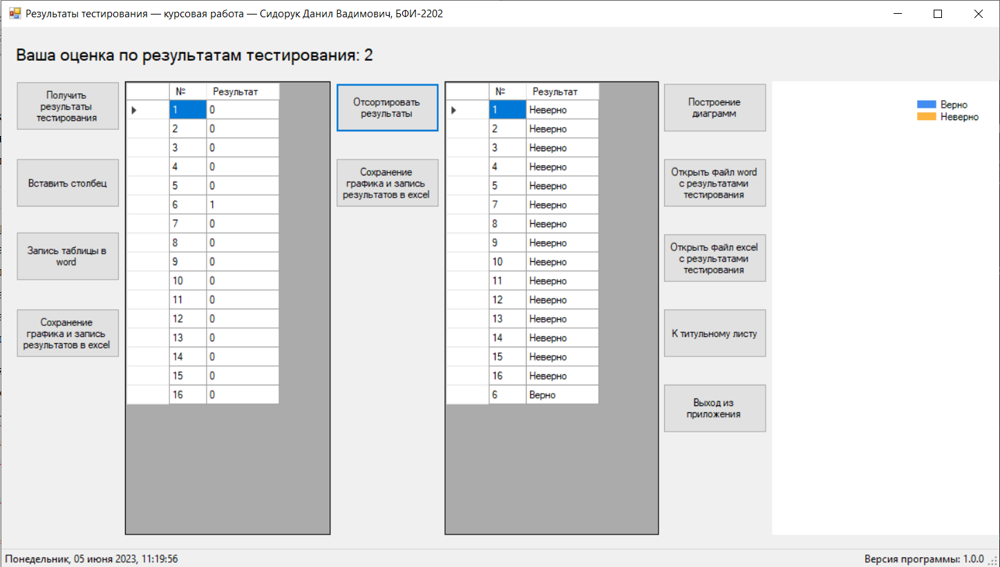 Результаты тестирования — курсовая работа — Сидорук Данил Вадимович, БФИ-2202
Ваша оценка по результатам тестирования: 2
Получить
результаты
тестирования
Вставить столбец
Запись таблицы в
word
Сохранение
графика и запись
результатов в excel
№ Результат
1 0
2 0
3 0
4 0
5 0
6 1
7 0
8 0
9 0
10 0
11 0
12 0
13 0
14 0
15 0
16 0
Отсортировать
результаты
Сохранение
графика и запись
результатов в excel
№ Результат
1 Неверно
2 Неверно
3 Неверно
4 Неверно
5 Неверно
7 Неверно
8 Неверно
9 Неверно
10 Неверно
11 Неверно
12 Неверно
13 Неверно
14 Неверно
15 Неверно
16 Неверно
6 Верно
Построение
диаграмм
Открыть файл word
с результатами
тестирования
Открыть файл excel
с результатами
тестирования
К титульному листу
Выход из
приложения
Верно
Неверно
Понедельник, 05 июня 2023, 11:19:56
Версия программы: 1.0.0